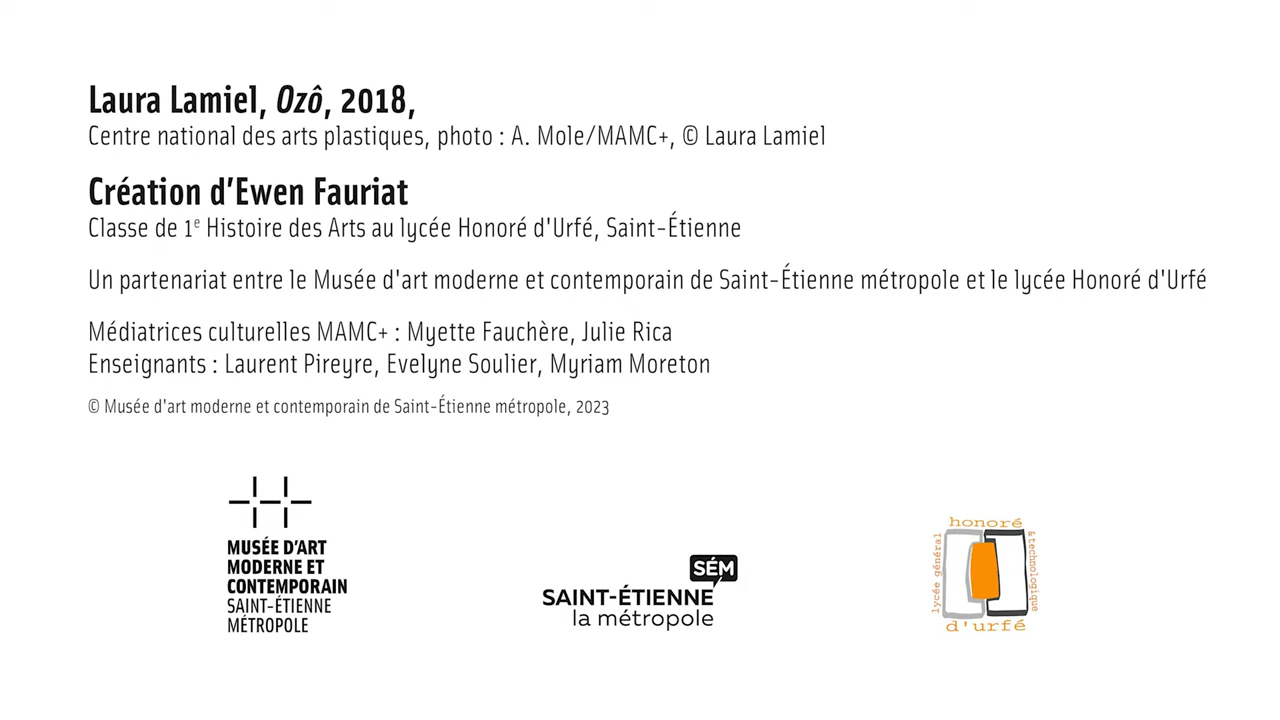 Laura Lamiel, Ozô, 2018,
Centre national des arts plastiques, photo : A. Mole/MAMC+, © Laura Lamiel
Création d’Ewen Fauriat
Classe de 1e Histoire des Arts au lycée Honoré d'Urfé, Saint-Étienne
Un partenariat entre le Musée d'art moderne et contemporain de Saint-Étienne métropole et le lycée Honoré d'Urfé
Médiatrices culturelles MAMC+ : Myette Fauchère, Julie Rica
Enseignants : Laurent Pireyre, Evelyne Soulier, Myriam Moreton
© Musée d'art moderne et contemporain de Saint-Étienne métropole, 2023
MUSÉE D’ART
MODERNE ET
CONTEMPORAIN
SAINT-ÉTIENNE
MÉTROPOLE
SÉM
SAINT-ÉTIENNE
la métropole
honoré
lycée général
&technologique
d'urfé